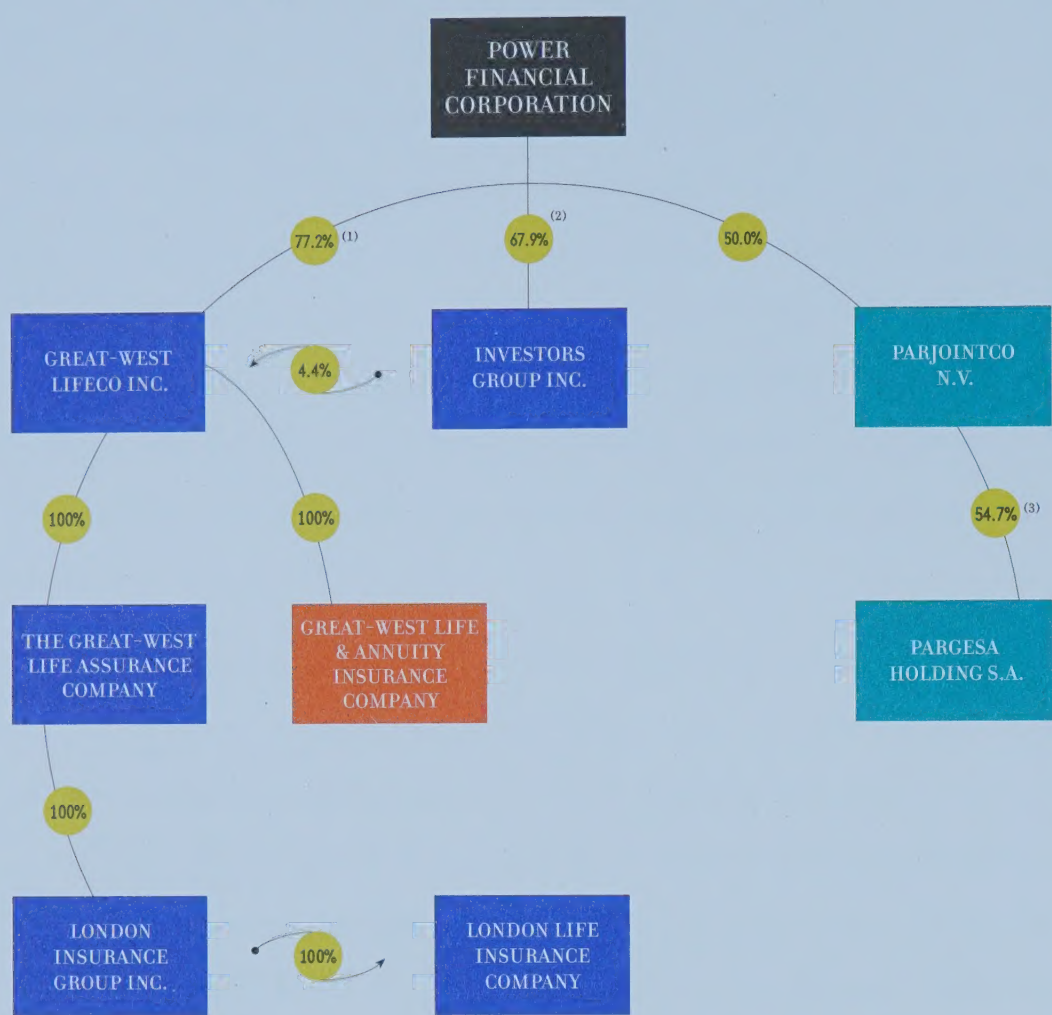 POWER
FINANCIAL
CORPORATION
77.2% (1)
67.9% (2)
50.0%
GREAT-WEST
LIFECO INC.
4.4%
INVESTORS
GROUP INC.
PARJOINTCO
N.V.
100%
100%
54.7% (3)
THE GREAT-WEST
LIFE ASSURANCE
COMPANY
GREAT-WEST LIFE
& ANNUITY
INSURANCE
COMPANY
PARGESA
HOLDING S.A.
100%
LONDON
INSURANCE
GROUP INC.
100%
LONDON LIFE
INSURANCE
COMPANY